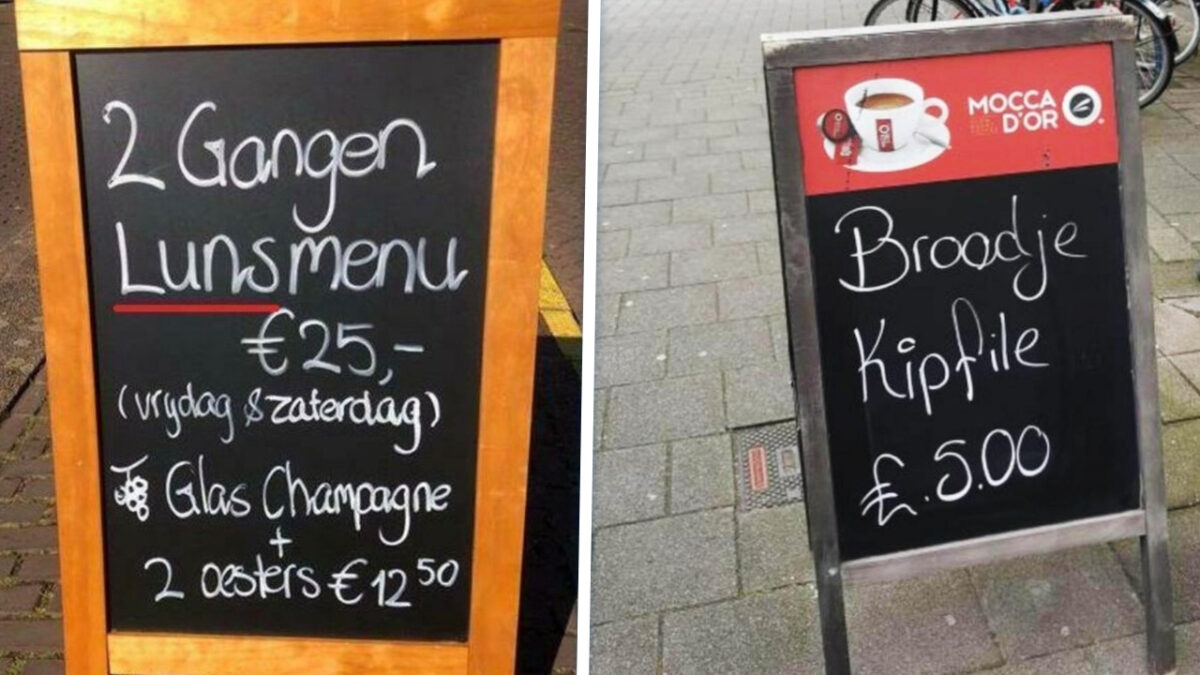 2 Gangen
Lunsmenu
€25,-
(vrydag & zaterdag)
Glas Champagne
+
2 oesters €12 50
MOCCA
D'OR
Broodje
Kipfile
£.5.00